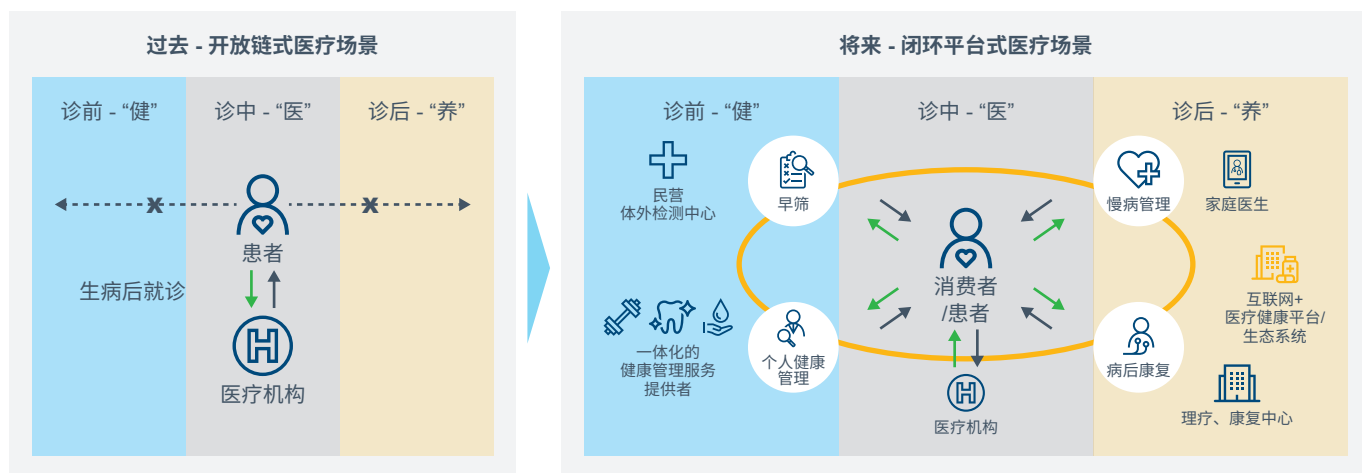 过去 - 开放链式医疗场景
诊前 - “健”
诊中 - “医”
诊后 - “养”
患者
生病后就诊
医疗机构
将来 - 闭环平台式医疗场景
诊前 - “健”
诊中 - “医”
诊后 - “养”
民营
体外检测中心
早筛
慢病管理
家庭医生
消费者
/患者
互联网+
医疗健康平台/
生态系统
一体化的
健康管理服务
提供者
个人健康
管理
病后康复
医疗机构
理疗、康复中心